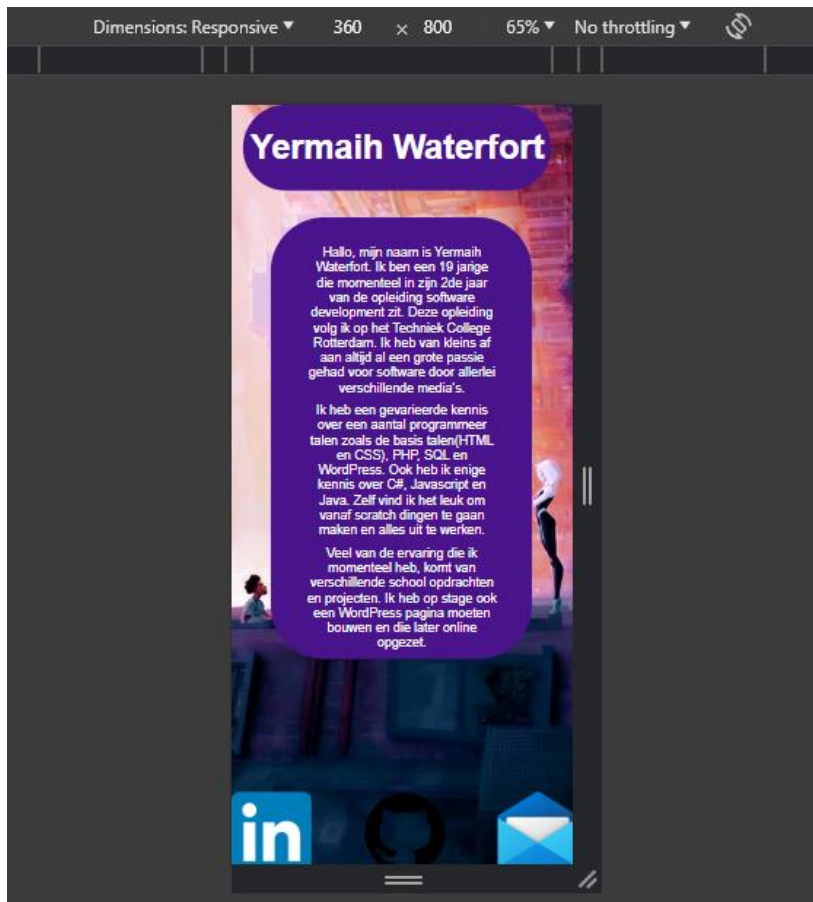 Dimensions: Responsive ▼ 360 × 800 65% ▼ No throttling ▼
Yermaih Waterfort
Hallo, mijn naam is Yermaih
Waterfort. Ik ben een 19 jarige
die momenteel in zijn 2de jaar
van de opleiding software
development zit. Deze opleiding
volg ik op het Techniek College
Rotterdam. Ik heb van kleins af
aan altijd al een grote passie
gehad voor software door allerlei
verschillende media's.
Ik heb een gevarieerde kennis
over een aantal programmeer
talen zoals de basis talen(HTML
en CSS), PHP, SQL en
WordPress. Ook heb ik enige
kennis over C#, Javascript en
Java. Zelf vind ik het leuk om
vanaf scratch dingen te gaan
maken en alles uit te werken.
Veel van de ervaring die ik
momenteel heb, komt van
verschillende school opdrachten
en projecten. Ik heb op stage ook
een WordPress pagina moeten
bouwen en die later online
opgezet.
in